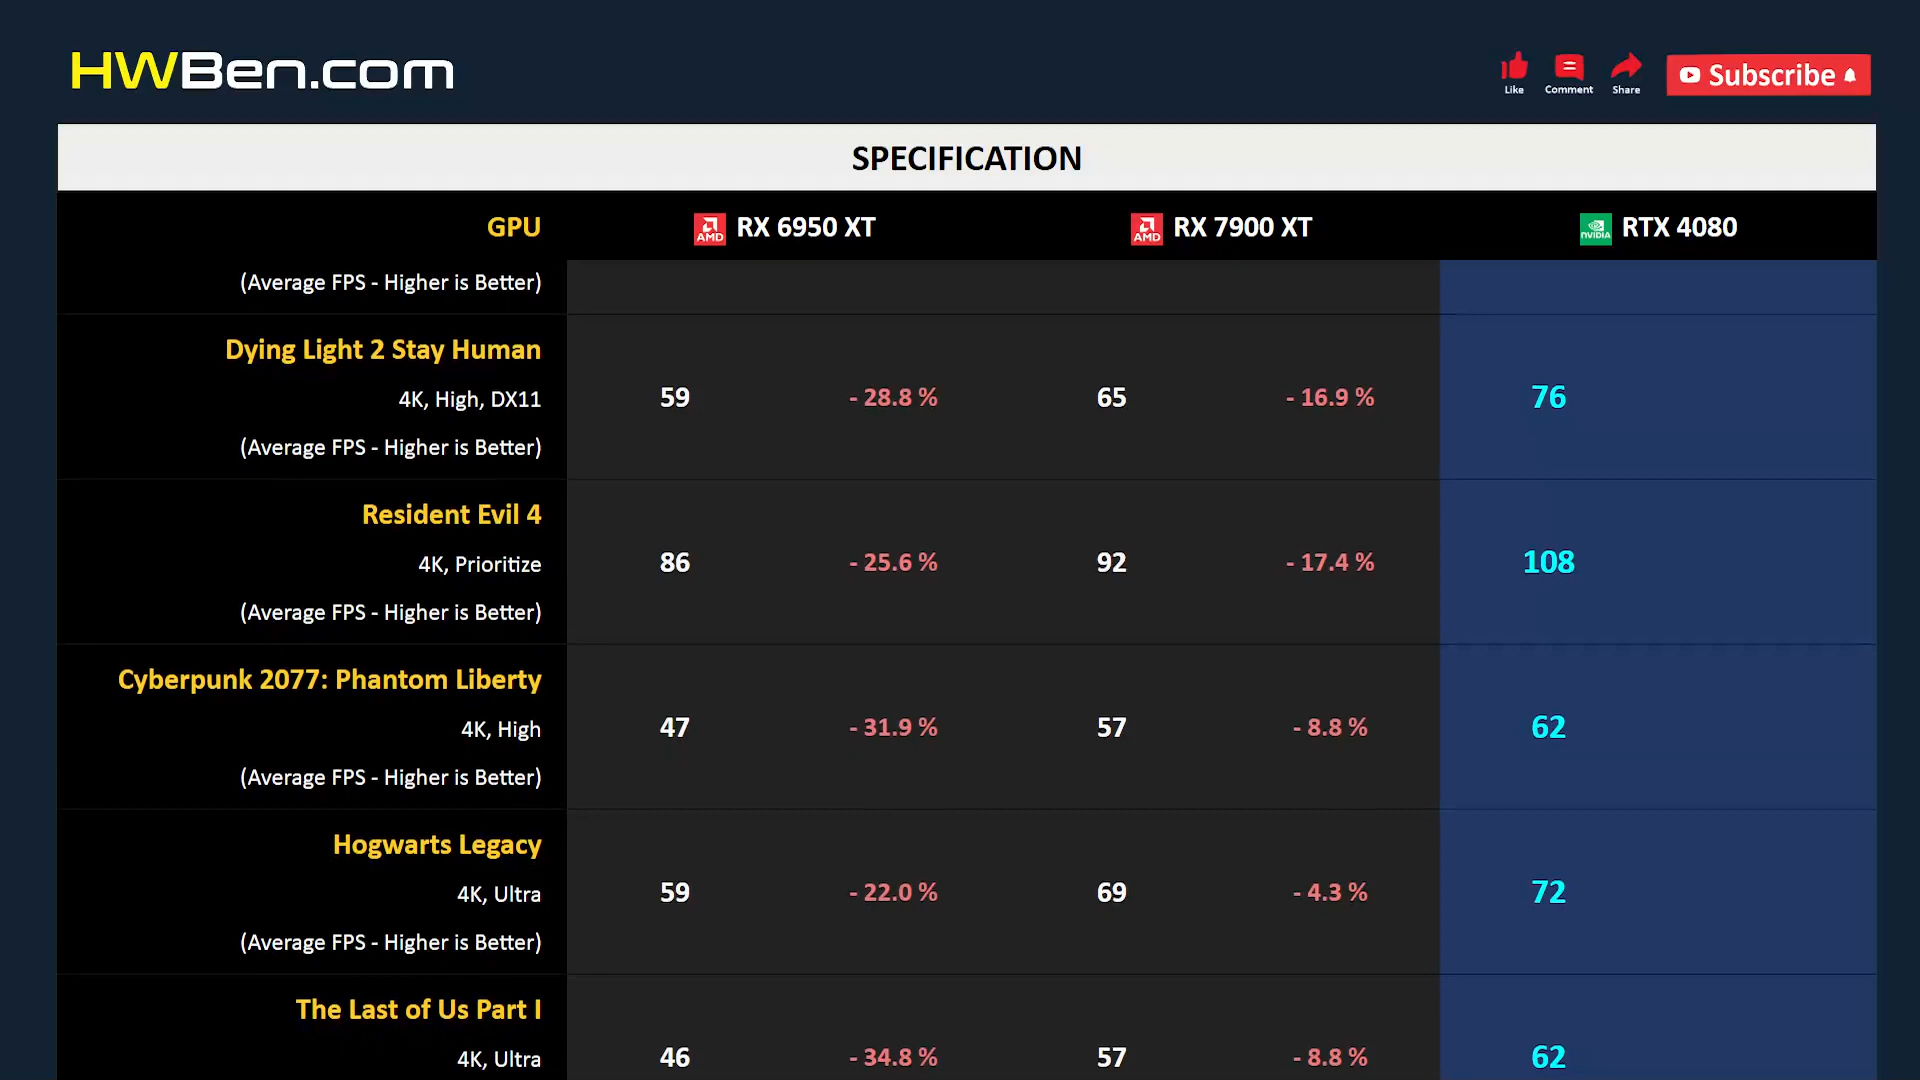 HWBen.com
Like
Comment
Share
Subscribe
SPECIFICATION
GPU
AMD RX 6950 XT
AMD RX 7900 XT
NVIDIA RTX 4080
(Average FPS - Higher is Better)
Dying Light 2 Stay Human
4K, High, DX11
(Average FPS - Higher is Better)
59 - 28.8 % 65 - 16.9 % 76
Resident Evil 4
4K, Prioritize
(Average FPS - Higher is Better)
86 - 25.6 % 92 - 17.4 % 108
Cyberpunk 2077: Phantom Liberty
4K, High
(Average FPS - Higher is Better)
47 - 31.9 % 57 - 8.8 % 62
Hogwarts Legacy
4K, Ultra
(Average FPS - Higher is Better)
59 - 22.0 % 69 - 4.3 % 72
The Last of Us Part I
4K, Ultra
46 - 34.8 % 57 - 8.8 % 62